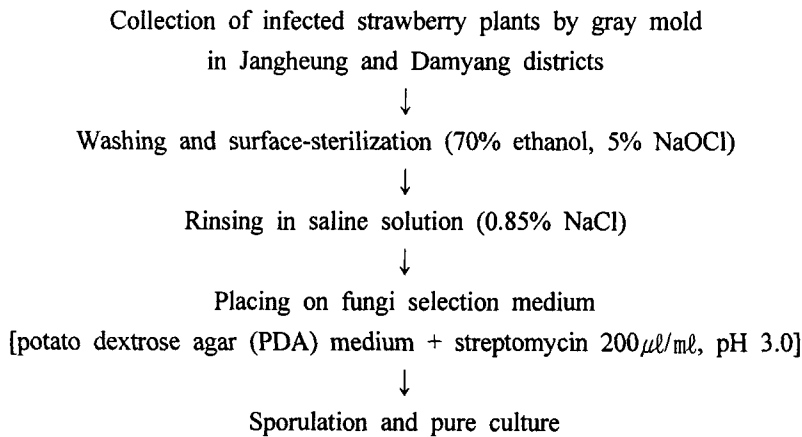 Collection of infected strawberry plants by gray mold
in Jangheung and Damyang districts
↓
Washing and surface-sterilization (70% ethanol, 5% NaOCl)
↓
Rinsing in saline solution (0.85% NaCl)
↓
Placing on fungi selection medium
[potato dextrose agar (PDA) medium + streptomycin 200㎕/㎖, pH 3.0]
↓
Sporulation and pure culture